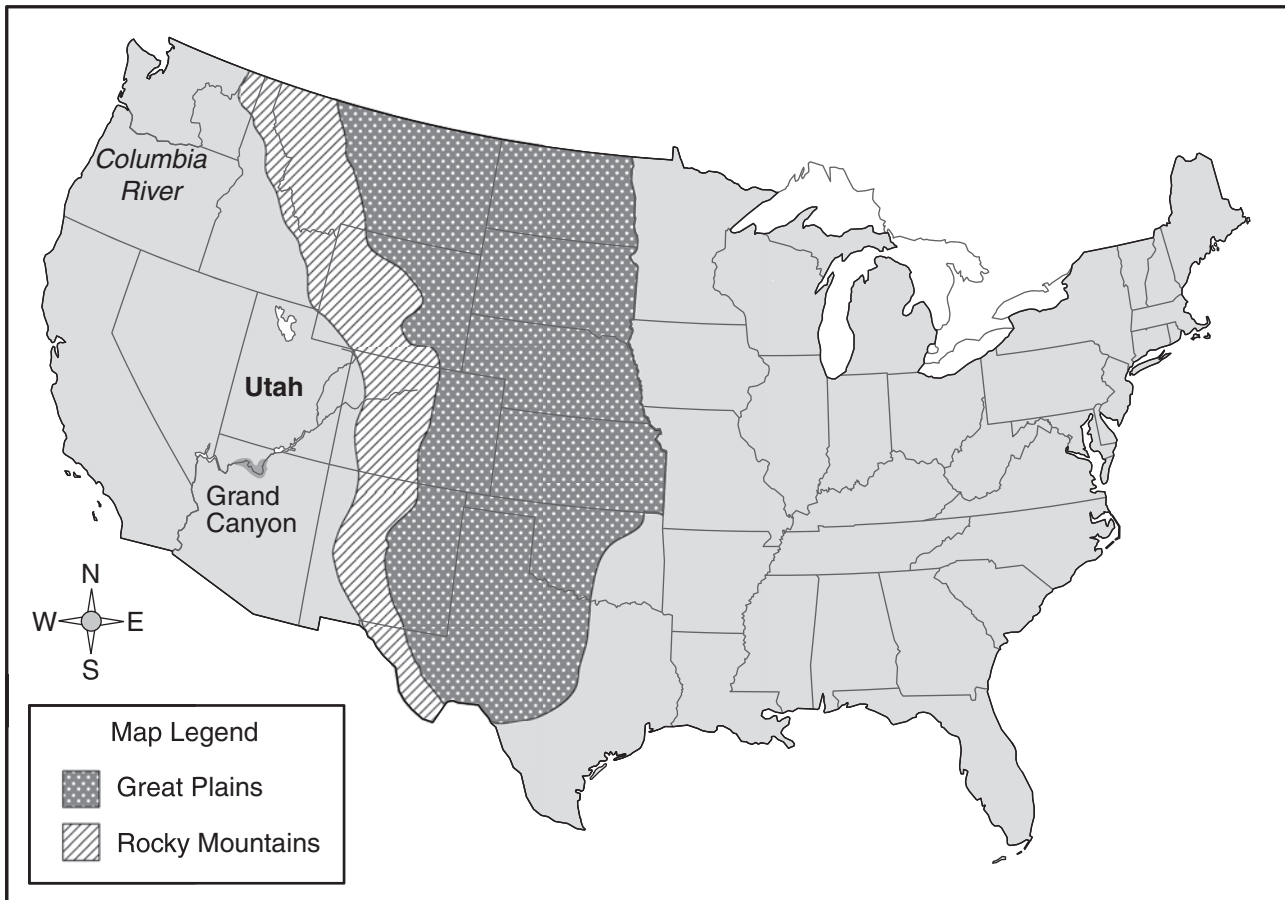 Columbia
River
Utah
Grand
Canyon
N
W E
S
Map Legend
Great Plains
Rocky Mountains